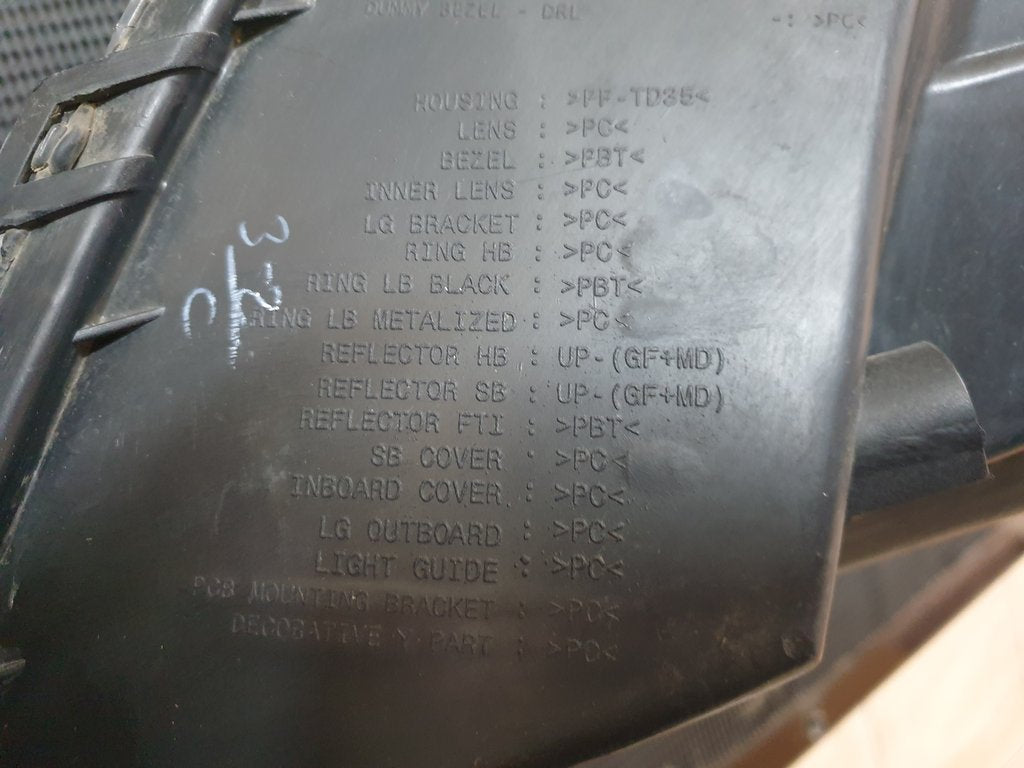 DUMMY BEZEL - DRL -: >PC<
HOUSING : >PP-TD35<
LENS : >PC<
BEZEL : >PBT<
INNER LENS : >PC<
LG BRACKET : >PC<
RING HB : >PC<
RING LB BLACK : >PBT<
RING LB METALIZED : >PC<
REFLECTOR HB : UP-(GF+MD)
REFLECTOR SB : UP-(GF+MD)
REFLECTOR FTI : >PBT<
SB COVER : >PC<
INBOARD COVER : >PC<
LG OUTBOARD : >PC<
LIGHT GUIDE : >PC<
PCB MOUNTING BRACKET : >PC<
DECORATIVE Y PART : >PC<